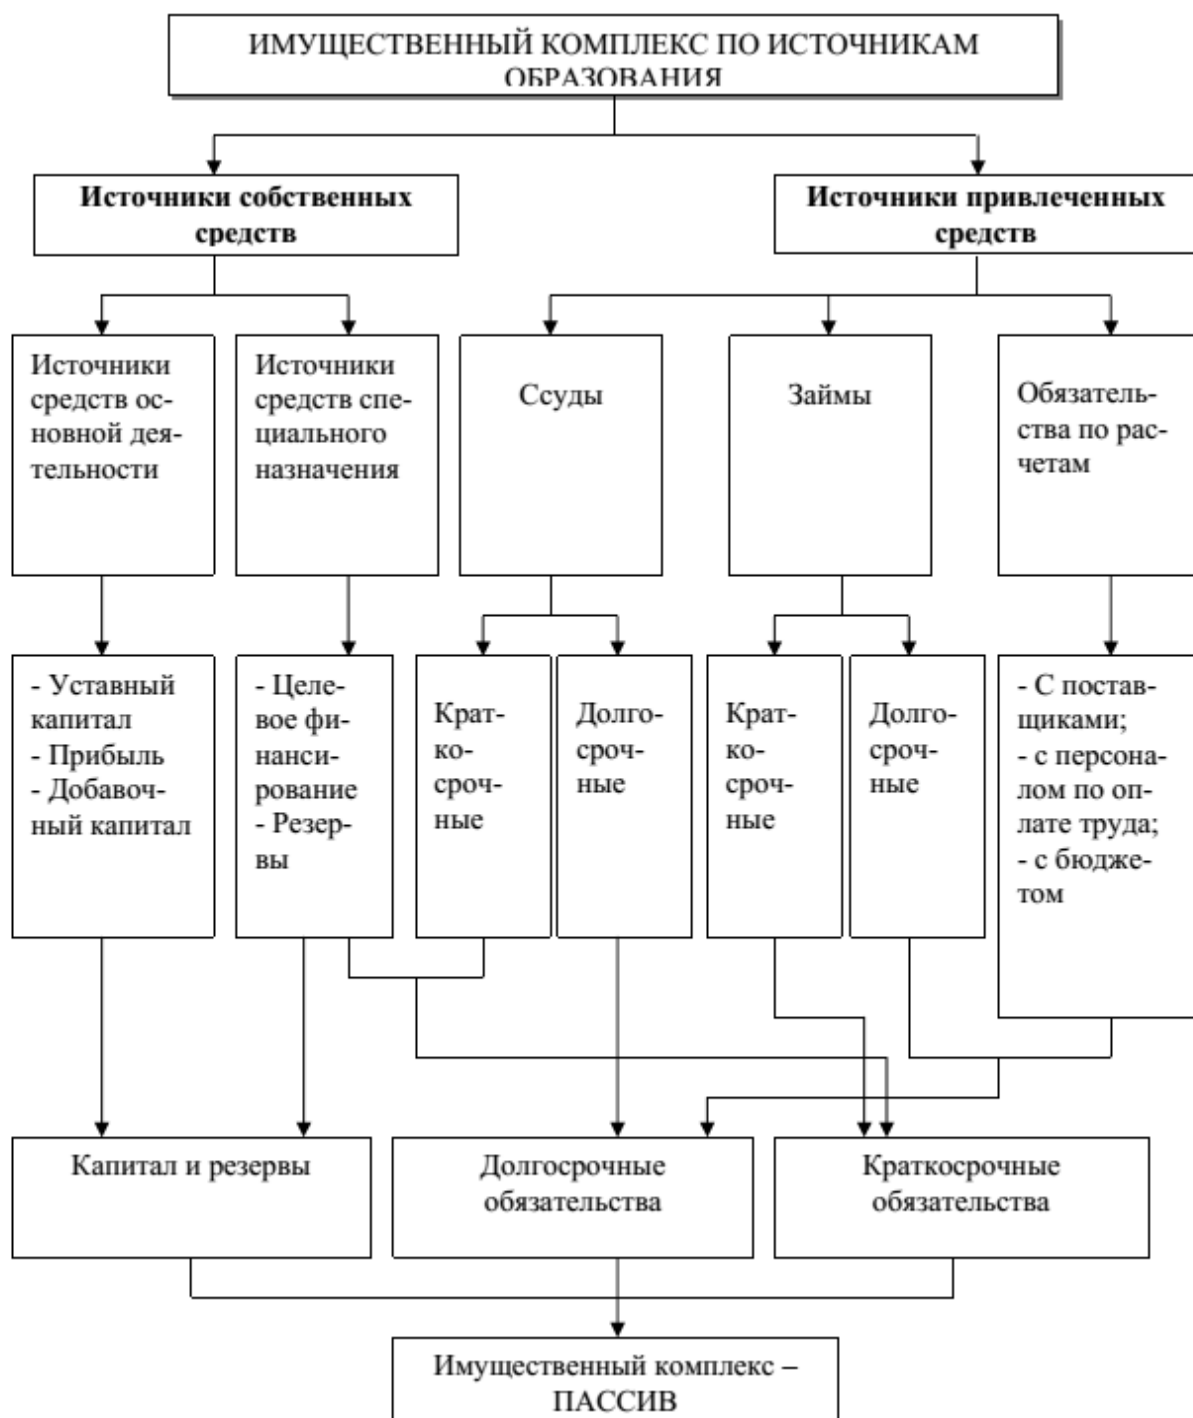 ИМУЩЕСТВЕННЫЙ КОМПЛЕКС ПО ИСТОЧНИКАМ
ОБРАЗОВАНИЯ
Источники собственных
средств
Источники привлеченных
средств
Источники
средств ос-
новной дея-
тельности
Источники
средств спе-
циального
назначения
Ссуды
Займы
Обязатель-
ства по рас-
четам
- Уставный
капитал
- Прибыль
- Добавоч-
ный капитал
- Целе-
вое фи-
нанси-
рование
- Резер-
вы
Крат-
ко-
сроч-
ные
Долго-
сроч-
ные
Крат-
ко-
сроч-
ные
Долго-
сроч-
ные
- С постав-
щиками;
- с персона-
лом по оп-
лате труда;
- с бюдже-
том
Капитал и резервы
Долгосрочные
обязательства
Краткосрочные
обязательства
Имущественный комплекс –
ПАССИВ